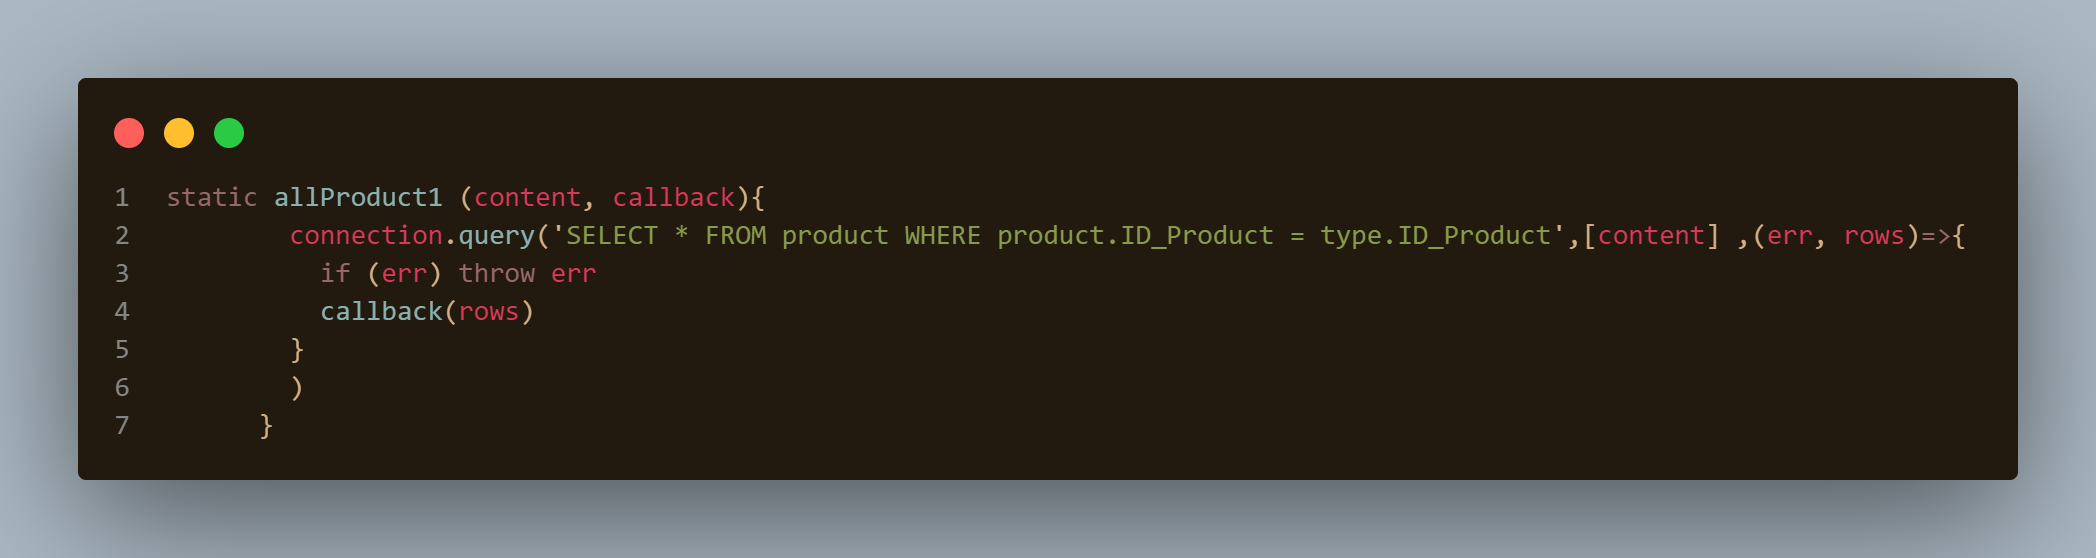 1 static allProduct1 (content, callback){
2 connection.query('SELECT * FROM product WHERE product.ID_Product = type.ID_Product',[content] ,(err, rows)=>{
3 if (err) throw err
4 callback(rows)
5 }
6 )
7 }